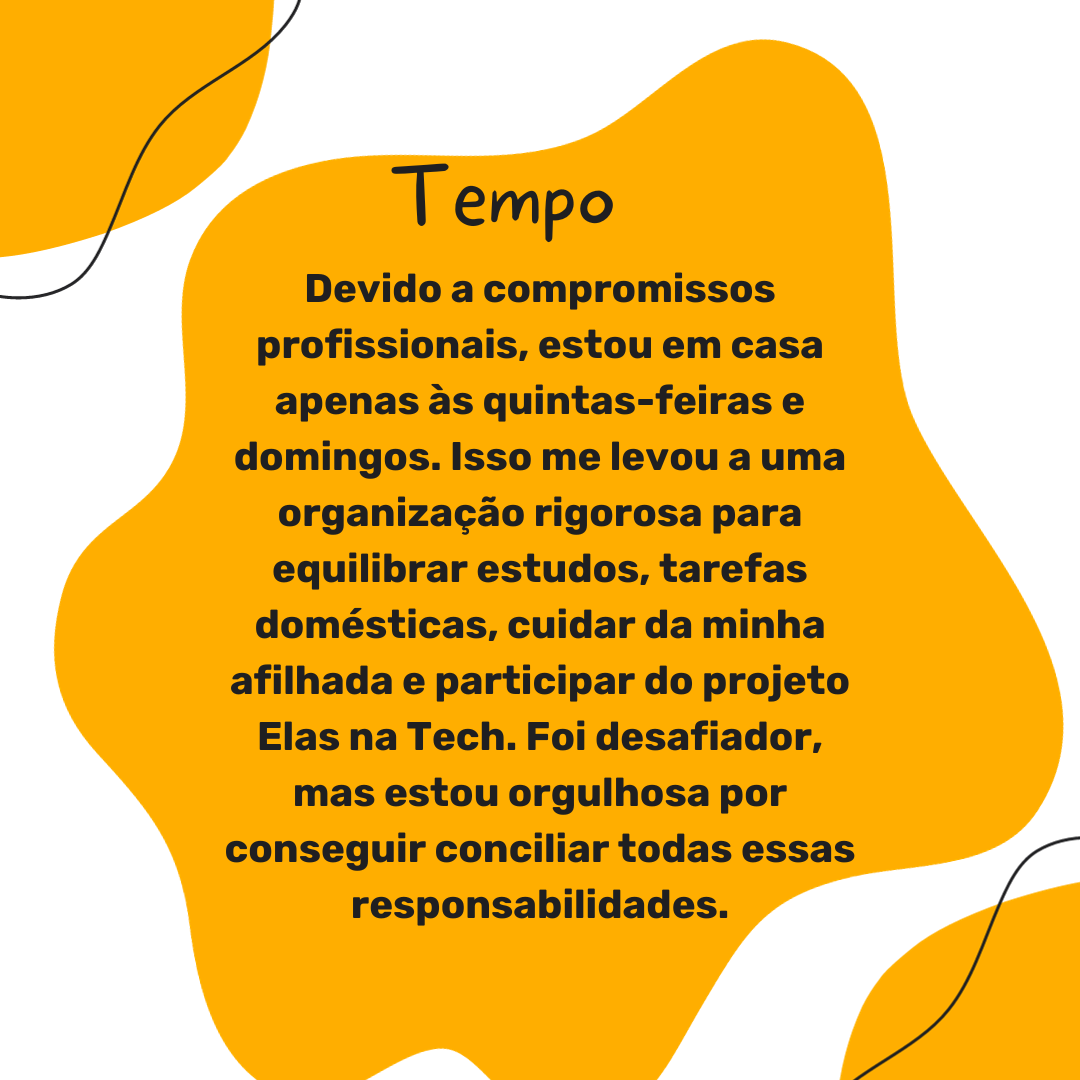 Tempo
Devido a compromissos
profissionais, estou em casa
apenas às quintas-feiras e
domingos. Isso me levou a uma
organização rigorosa para
equilibrar estudos, tarefas
domésticas, cuidar da minha
afilhada e participar do projeto
Elas na Tech. Foi desafiador,
mas estou orgulhosa por
conseguir conciliar todas essas
responsabilidades.